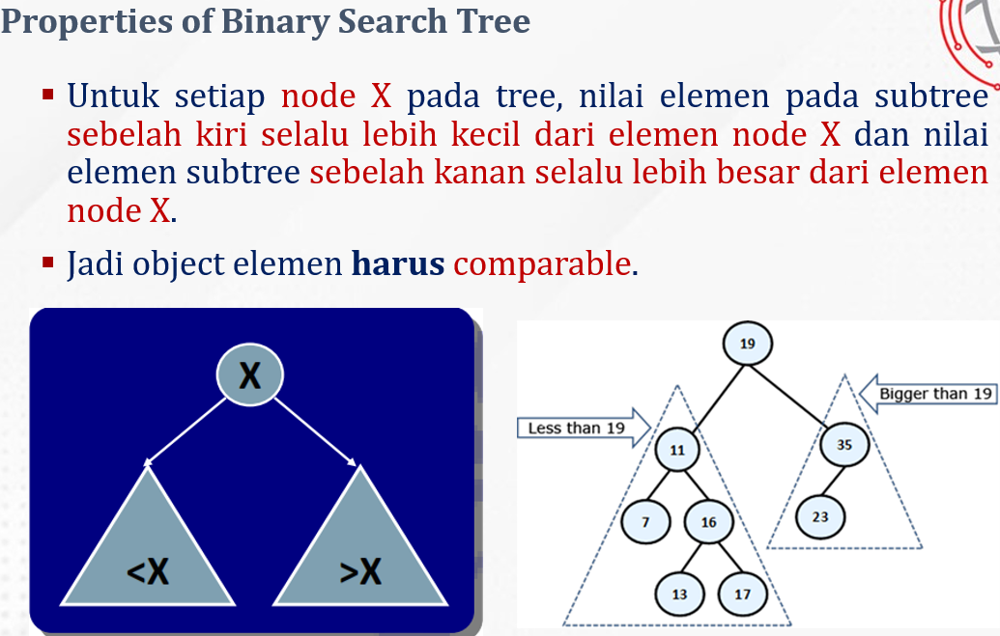 Properties of Binary Search Tree
▪ Untuk setiap node X pada tree, nilai elemen pada subtree
sebelah kiri selalu lebih kecil dari elemen node X dan nilai
elemen subtree sebelah kanan selalu lebih besar dari elemen
node X.
▪ Jadi object elemen harus comparable.
X
<X
>X
19
Bigger than 19
Less than 19
11
35
7
16
23
13
17